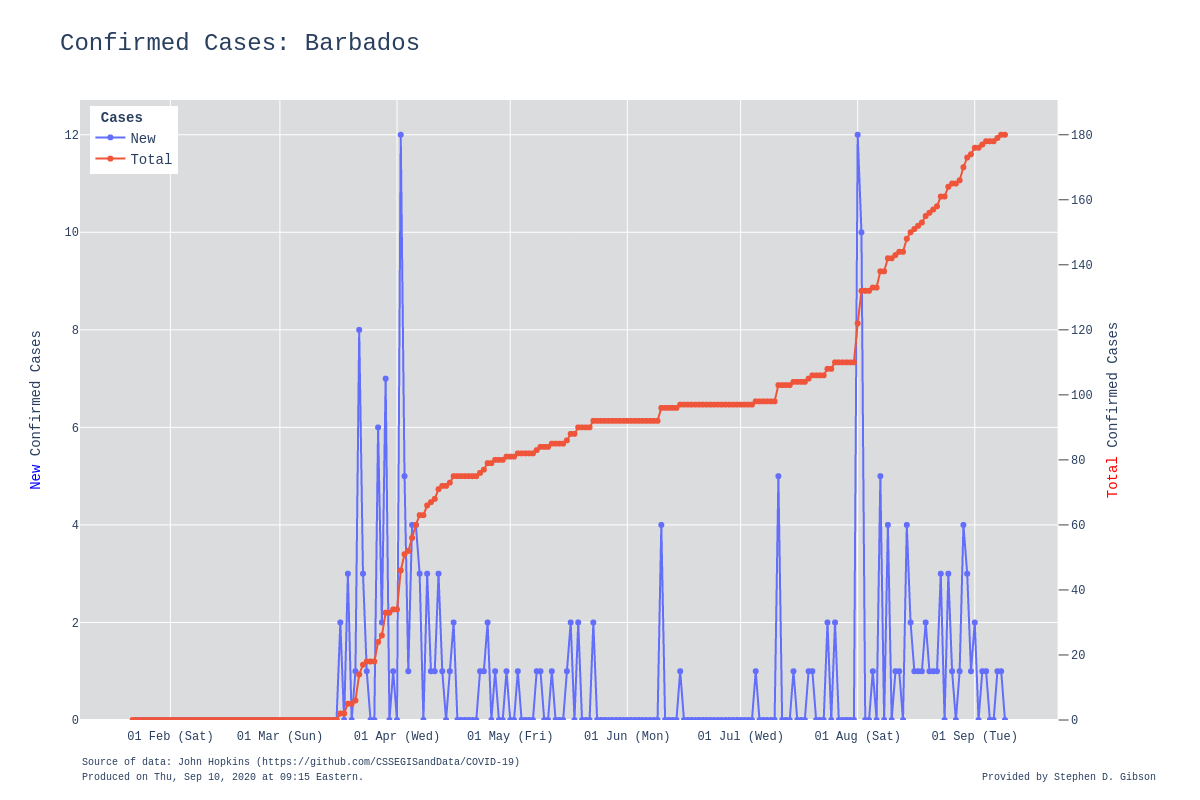 Confirmed Cases: Barbados
Cases
New
Total
12
10
8
6
4
2
0
180
160
140
120
100
80
60
40
20
0
New Confirmed Cases
Total Confirmed Cases
01 Feb (Sat)
01 Mar (Sun)
01 Apr (Wed)
01 May (Fri)
01 Jun (Mon)
01 Jul (Wed)
01 Aug (Sat)
01 Sep (Tue)
Source of data: John Hopkins (https://github.com/CSSEGISandData/COVID-19)
Produced on Thu, Sep 10, 2020 at 09:15 Eastern.
Provided by Stephen D. Gibson